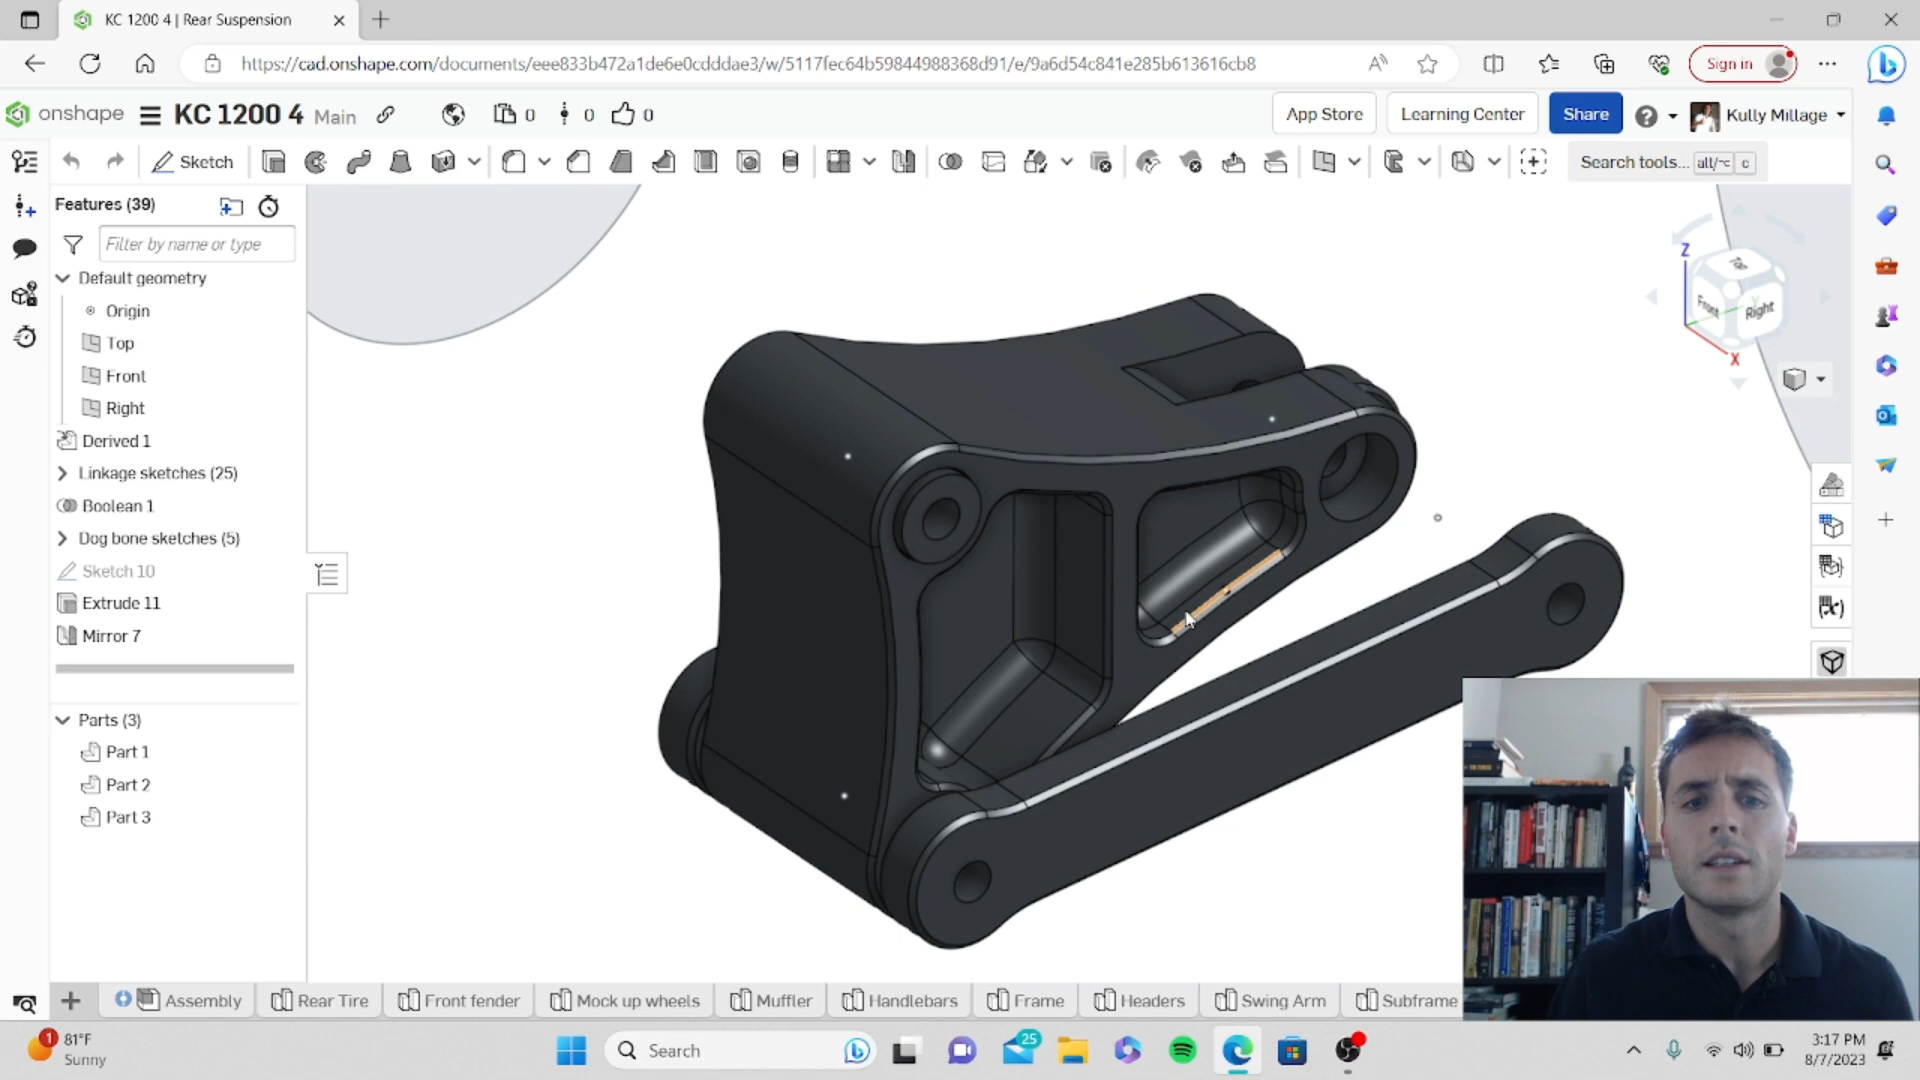 KC 1200 4 | Rear Suspension
https://cad.onshape.com/documents/eee833b472a1de6e0cdddae3/w/5117fec64b59844988368d91/e/9a6d54c841e285b613616cb8
Sign in
onshape
KC 1200 4 Main
0
0
0
App Store
Learning Center
Share
Kully Millage
Sketch
Search tools... alt/⌥ c
Features (39)
Filter by name or type
Default geometry
Origin
Top
Front
Right
Derived 1
Linkage sketches (25)
Boolean 1
Dog bone sketches (5)
Sketch 10
Extrude 11
Mirror 7
Parts (3)
Part 1
Part 2
Part 3
Z
Top
Front
Right
Y
X
Assembly
Rear Tire
Front fender
Mock up wheels
Muffler
Handlebars
Frame
Headers
Swing Arm
Subframe
1
81°F
Sunny
Search
25
3:17 PM
8/7/2023